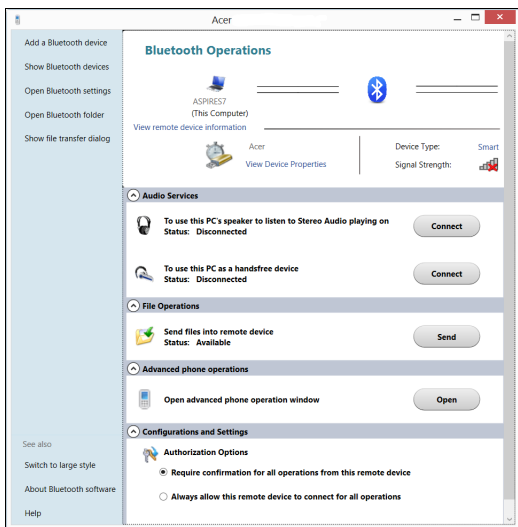 Acer
Add a Bluetooth device
Show Bluetooth devices
Open Bluetooth settings
Open Bluetooth folder
Show file transfer dialog
Bluetooth Operations
ASPIRES7
(This Computer)
View remote device information
Acer
View Device Properties
Device Type: Smart
Signal Strength:
Audio Services
To use this PC's speaker to listen to Stereo Audio playing on
Status: Disconnected
Connect
To use this PC as a handsfree device
Status: Disconnected
Connect
File Operations
Send files into remote device
Status: Available
Send
Advanced phone operations
Open advanced phone operation window
Open
Configurations and Settings
Authorization Options
Require confirmation for all operations from this remote device
Always allow this remote device to connect for all operations
See also
Switch to large style
About Bluetooth software
Help